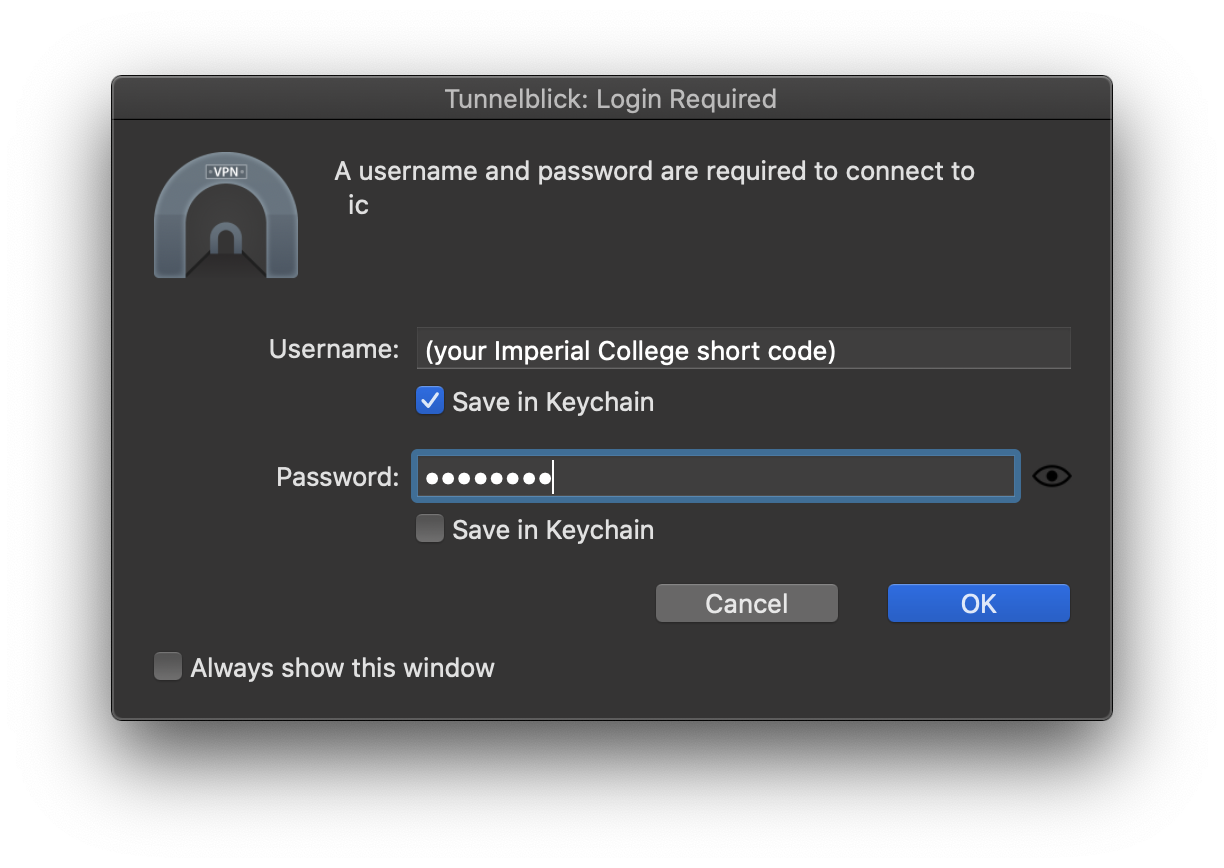 Tunnelblick: Login Required
VPN
A username and password are required to connect to
ic
Username: (your Imperial College short code)
Save in Keychain
Password: ••••••••
Save in Keychain
Cancel OK
Always show this window